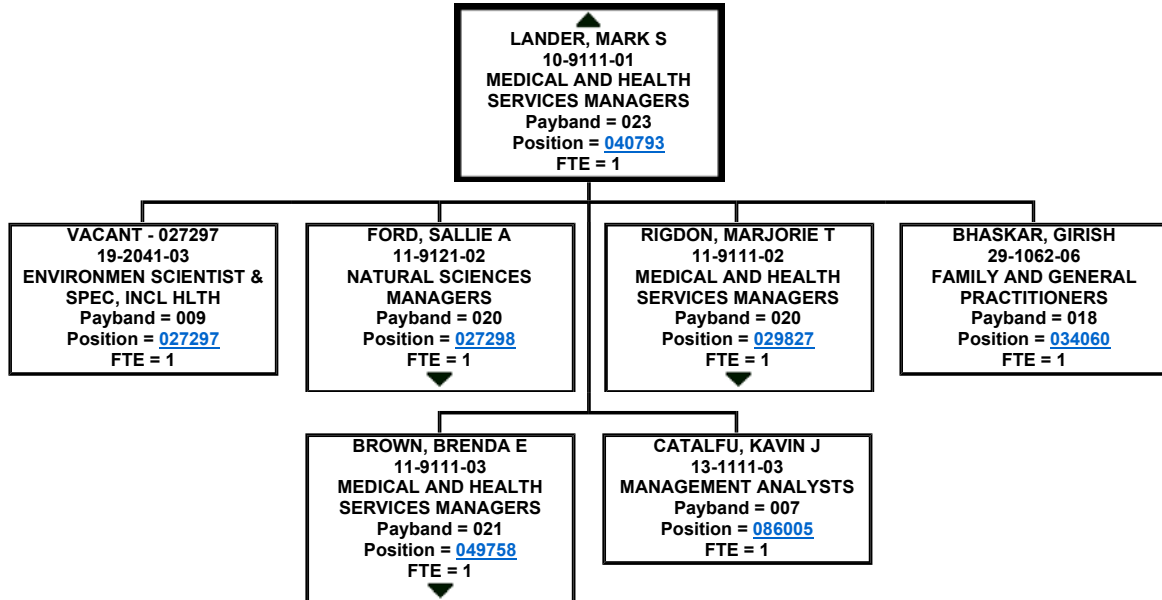 LANDER, MARK S
10-9111-01
MEDICAL AND HEALTH
SERVICES MANAGERS
Payband = 023
Position = 040793
FTE = 1
VACANT - 027297
19-2041-03
ENVIRONMEN SCIENTIST &
SPEC, INCL HLTH
Payband = 009
Position = 027297
FTE = 1
FORD, SALLIE A
11-9121-02
NATURAL SCIENCES
MANAGERS
Payband = 020
Position = 027298
FTE = 1
RIGDON, MARJORIE T
11-9111-02
MEDICAL AND HEALTH
SERVICES MANAGERS
Payband = 020
Position = 029827
FTE = 1
BHASKAR, GIRISH
29-1062-06
FAMILY AND GENERAL
PRACTITIONERS
Payband = 018
Position = 034060
FTE = 1
BROWN, BRENDA E
11-9111-03
MEDICAL AND HEALTH
SERVICES MANAGERS
Payband = 021
Position = 049758
FTE = 1
CATALFU, KAVIN J
13-1111-03
MANAGEMENT ANALYSTS
Payband = 007
Position = 086005
FTE = 1